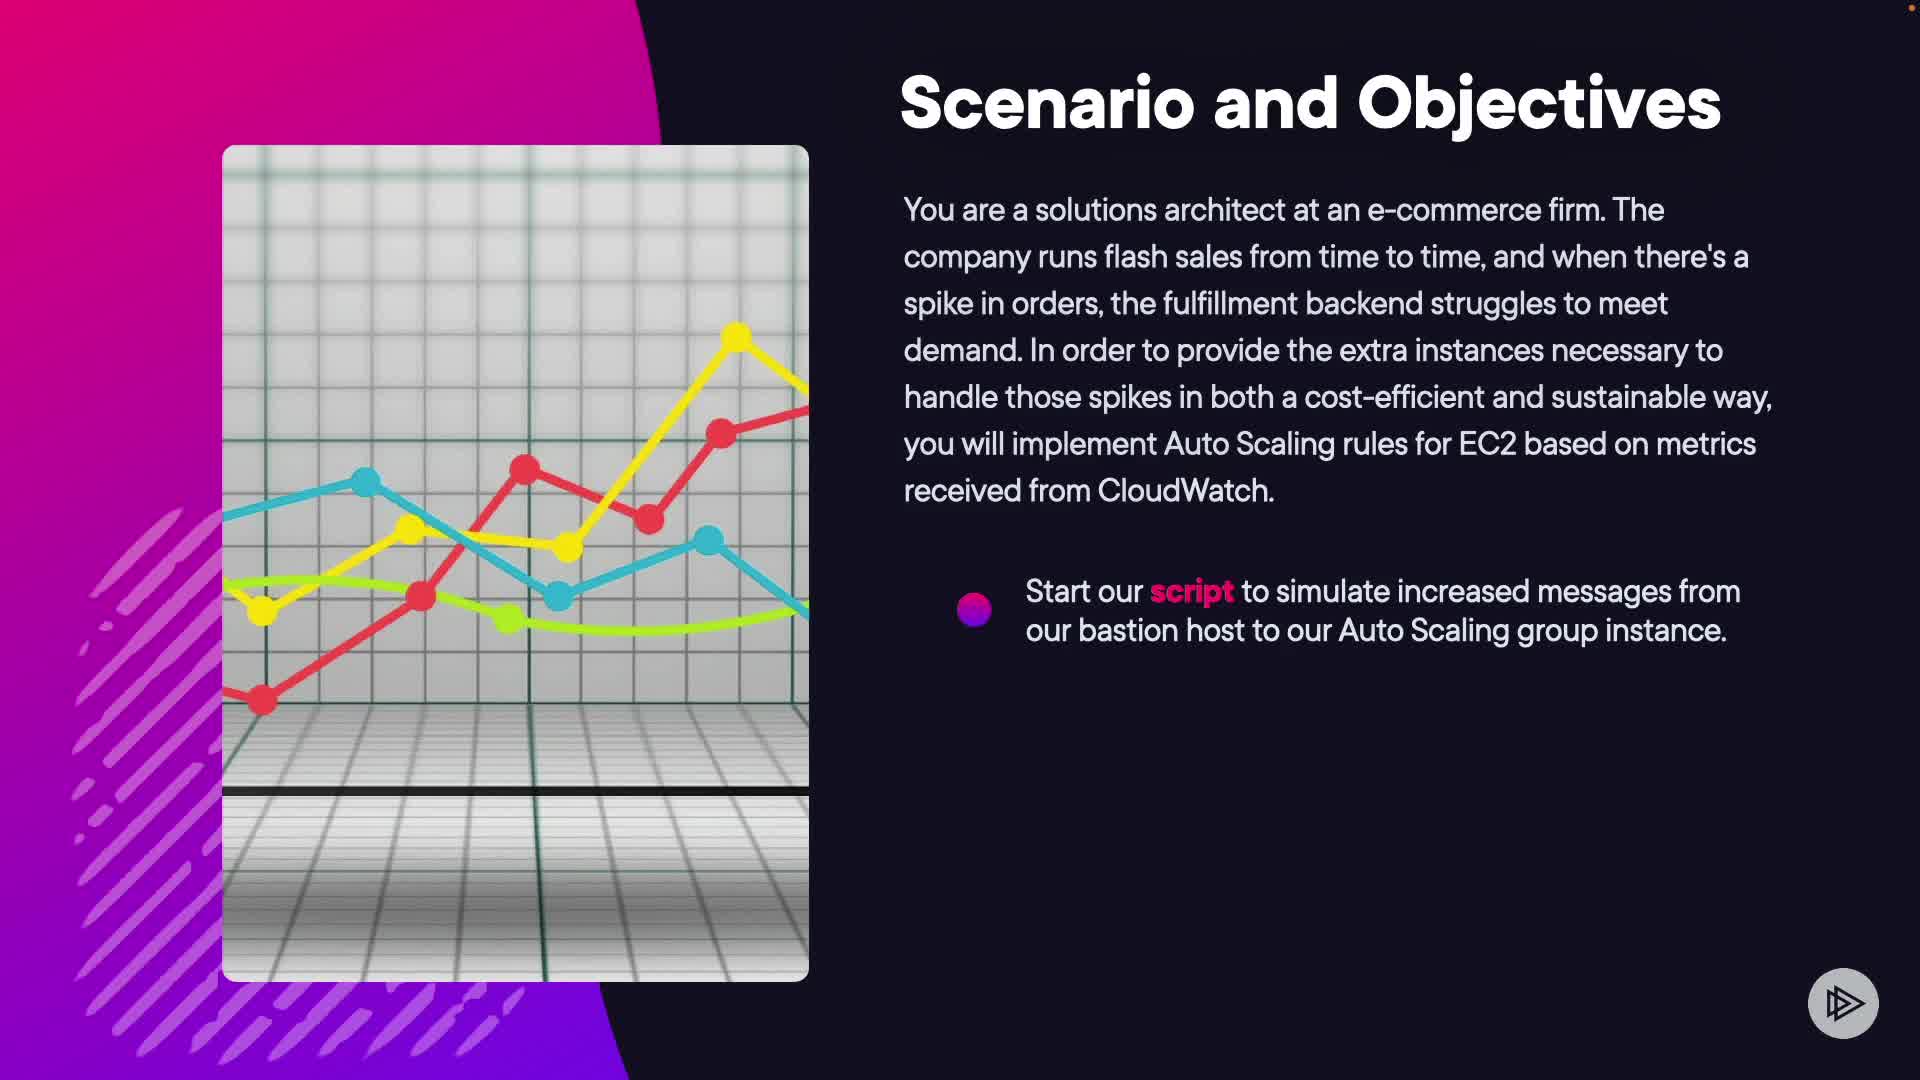 Scenario and Objectives
You are a solutions architect at an e-commerce firm. The
company runs flash sales from time to time, and when there's a
spike in orders, the fulfillment backend struggles to meet
demand. In order to provide the extra instances necessary to
handle those spikes in both a cost-efficient and sustainable way,
you will implement Auto Scaling rules for EC2 based on metrics
received from CloudWatch.
Start our script to simulate increased messages from
our bastion host to our Auto Scaling group instance.